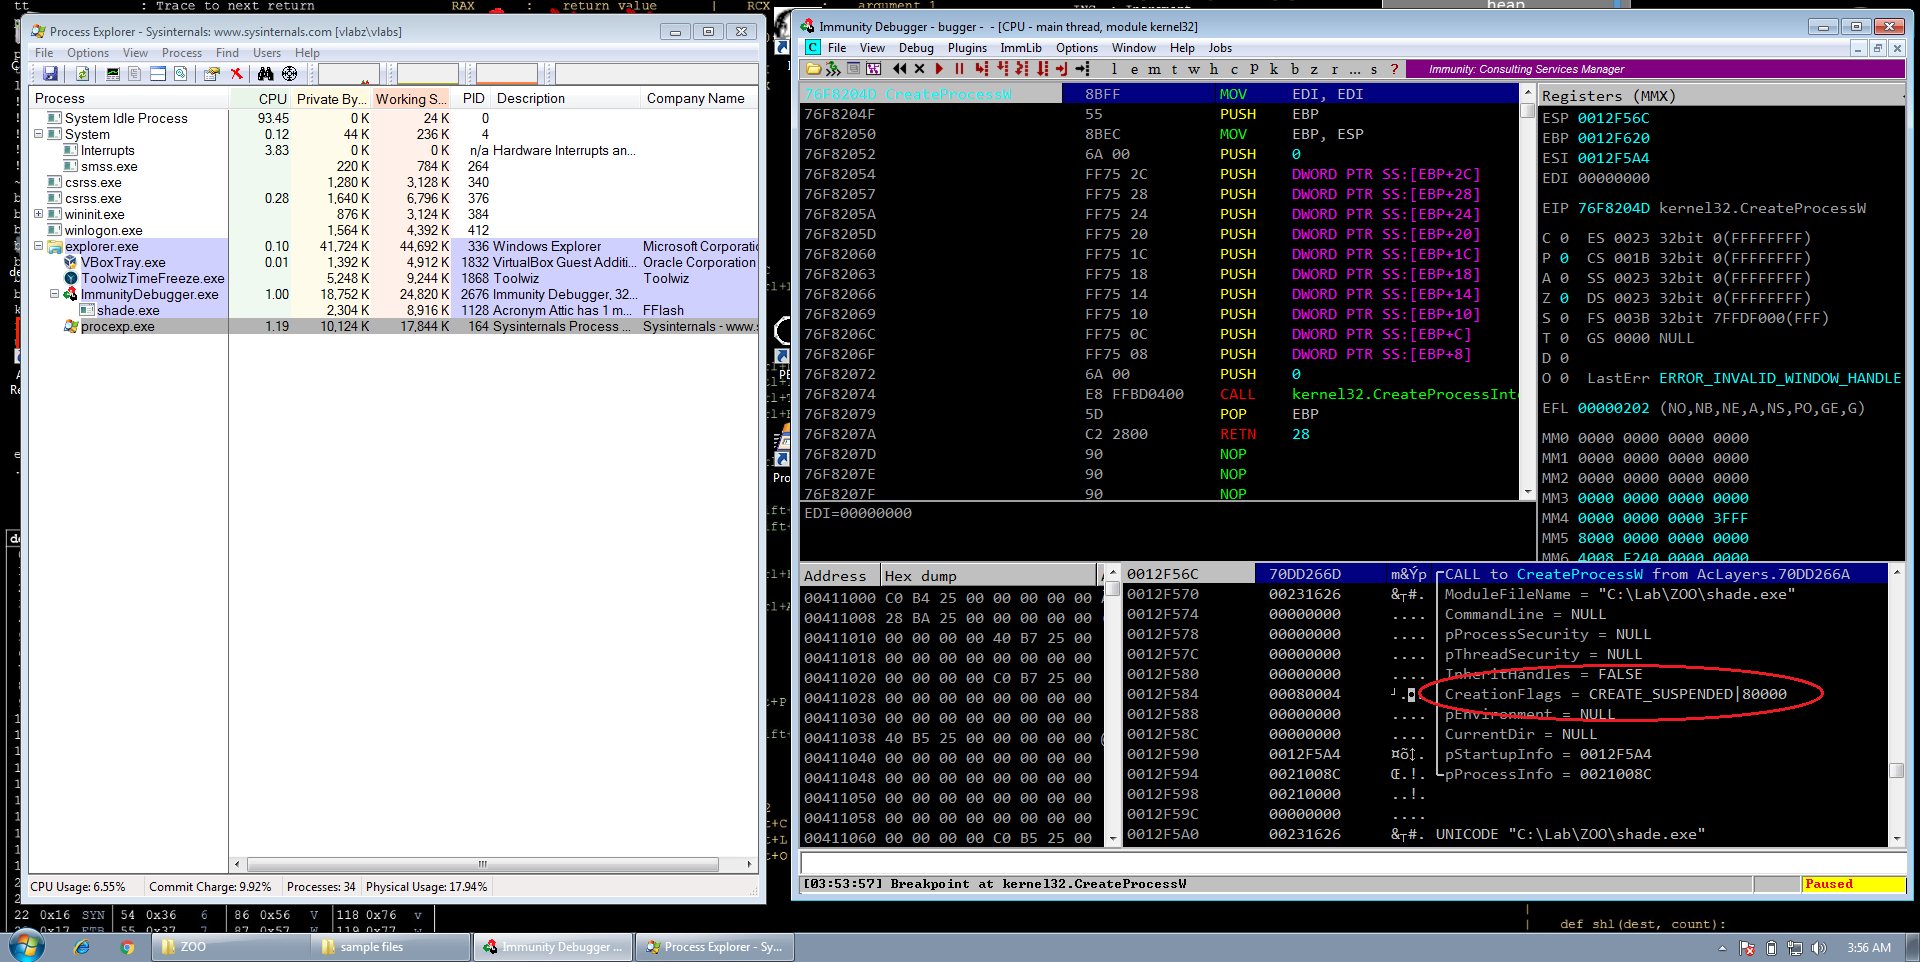 tt : Trace to next return RAX : return value | RCX : argument 1
heap
Process Explorer - Sysinternals: www.sysinternals.com [vlabz\vlabs]
File Options View Process Find Users Help
Process CPU Private By... Working S... PID Description Company Name
System Idle Process 93.45 0 K 24 K 0
System 0.12 44 K 236 K 4
Interrupts 3.83 0 K 0 K n/a Hardware Interrupts an...
smss.exe 220 K 784 K 264
csrss.exe 1,280 K 3,128 K 340
csrss.exe 0.28 1,640 K 6,796 K 376
wininit.exe 876 K 3,124 K 384
winlogon.exe 1,564 K 4,392 K 412
explorer.exe 0.10 41,724 K 44,692 K 336 Windows Explorer Microsoft Corporatio
VBoxTray.exe 0.01 1,392 K 4,912 K 1832 VirtualBox Guest Additi... Oracle Corporation
ToolwizTimeFreeze.exe 5,248 K 9,244 K 1868 Toolwiz Toolwiz
ImmunityDebugger.exe 1.00 18,752 K 24,820 K 2676 Immunity Debugger, 32...
shade.exe 2,304 K 8,916 K 1128 Acronym Attic has 1 m... FFlash
procexp.exe 1.19 10,124 K 17,844 K 164 Sysinternals Process ... Sysinternals - www.s
CPU Usage: 6.55% Commit Charge: 9.92% Processes: 34 Physical Usage: 17.94%
Immunity Debugger - bugger - - [CPU - main thread, module kernel32]
C File View Debug Plugins ImmLib Options Window Help Jobs
l e m t w h c p k b z r ... s ? Immunity: Consulting Services Manager
76F8204D CreateProcessW 8BFF MOV EDI, EDI
76F8204F 55 PUSH EBP
76F82050 8BEC MOV EBP, ESP
76F82052 6A 00 PUSH 0
76F82054 FF75 2C PUSH DWORD PTR SS:[EBP+2C]
76F82057 FF75 28 PUSH DWORD PTR SS:[EBP+28]
76F8205A FF75 24 PUSH DWORD PTR SS:[EBP+24]
76F8205D FF75 20 PUSH DWORD PTR SS:[EBP+20]
76F82060 FF75 1C PUSH DWORD PTR SS:[EBP+1C]
76F82063 FF75 18 PUSH DWORD PTR SS:[EBP+18]
76F82066 FF75 14 PUSH DWORD PTR SS:[EBP+14]
76F82069 FF75 10 PUSH DWORD PTR SS:[EBP+10]
76F8206C FF75 0C PUSH DWORD PTR SS:[EBP+C]
76F8206F FF75 08 PUSH DWORD PTR SS:[EBP+8]
76F82072 6A 00 PUSH 0
76F82074 E8 FFBD0400 CALL kernel32.CreateProcessInt
76F82079 5D POP EBP
76F8207A C2 2800 RETN 28
76F8207D 90 NOP
76F8207E 90 NOP
76F8207F 90 NOP
EDI=00000000
Registers (MMX)
ESP 0012F56C
EBP 0012F620
ESI 0012F5A4
EDI 00000000
EIP 76F8204D kernel32.CreateProcessW
C 0 ES 0023 32bit 0(FFFFFFFF)
P 0 CS 001B 32bit 0(FFFFFFFF)
A 0 SS 0023 32bit 0(FFFFFFFF)
Z 0 DS 0023 32bit 0(FFFFFFFF)
S 0 FS 003B 32bit 7FFDF000(FFF)
T 0 GS 0000 NULL
D 0
O 0 LastErr ERROR_INVALID_WINDOW_HANDLE
EFL 00000202 (NO,NB,NE,A,NS,PO,GE,G)
MM0 0000 0000 0000 0000
MM1 0000 0000 0000 0000
MM2 0000 0000 0000 0000
MM3 0000 0000 0000 0000
MM4 0000 0000 0000 3FFF
MM5 8000 0000 0000 0000
MM6 4008 F240 0000 0000
Address Hex dump
00411000 C0 B4 25 00 00 00 00 00
00411008 28 BA 25 00 00 00 00 00
00411010 00 00 00 00 40 B7 25 00
00411018 00 00 00 00 00 00 00 00
00411020 00 00 00 00 C0 B7 25 00
00411028 00 00 00 00 00 00 00 00
00411030 00 00 00 00 00 00 00 00
00411038 40 B5 25 00 00 00 00 00
00411040 00 00 00 00 00 00 00 00
00411048 00 00 00 00 00 00 00 00
00411050 00 00 00 00 00 00 00 00
00411058 00 00 00 00 00 00 00 00
00411060 00 00 00 00 C0 B5 25 00
0012F56C 70DD266D m&Ýp CALL to CreateProcessW from AcLayers.70DD266A
0012F570 00231626 &┬#. ModuleFileName = "C:\Lab\ZOO\shade.exe"
0012F574 00000000 .... CommandLine = NULL
0012F578 00000000 .... pProcessSecurity = NULL
0012F57C 00000000 .... pThreadSecurity = NULL
0012F580 00000000 .... InheritHandles = FALSE
0012F584 00080004 ┘.◘. CreationFlags = CREATE_SUSPENDED|80000
0012F588 00000000 .... pEnvironment = NULL
0012F58C 00000000 .... CurrentDir = NULL
0012F590 0012F5A4 ¤õ↕. pStartupInfo = 0012F5A4
0012F594 0021008C Œ.!. pProcessInfo = 0021008C
0012F598 00210000 ..!.
0012F59C 00000000 ....
0012F5A0 00231626 &┬#. UNICODE "C:\Lab\ZOO\shade.exe"
[03:53:57] Breakpoint at kernel32.CreateProcessW Paused
22 0x16 SYN 54 0x36 6 86 0x56 V 118 0x76 v
def shl(dest, count):
ZOO sample files Immunity Debugger ... Process Explorer - Sy... 3:56 AM